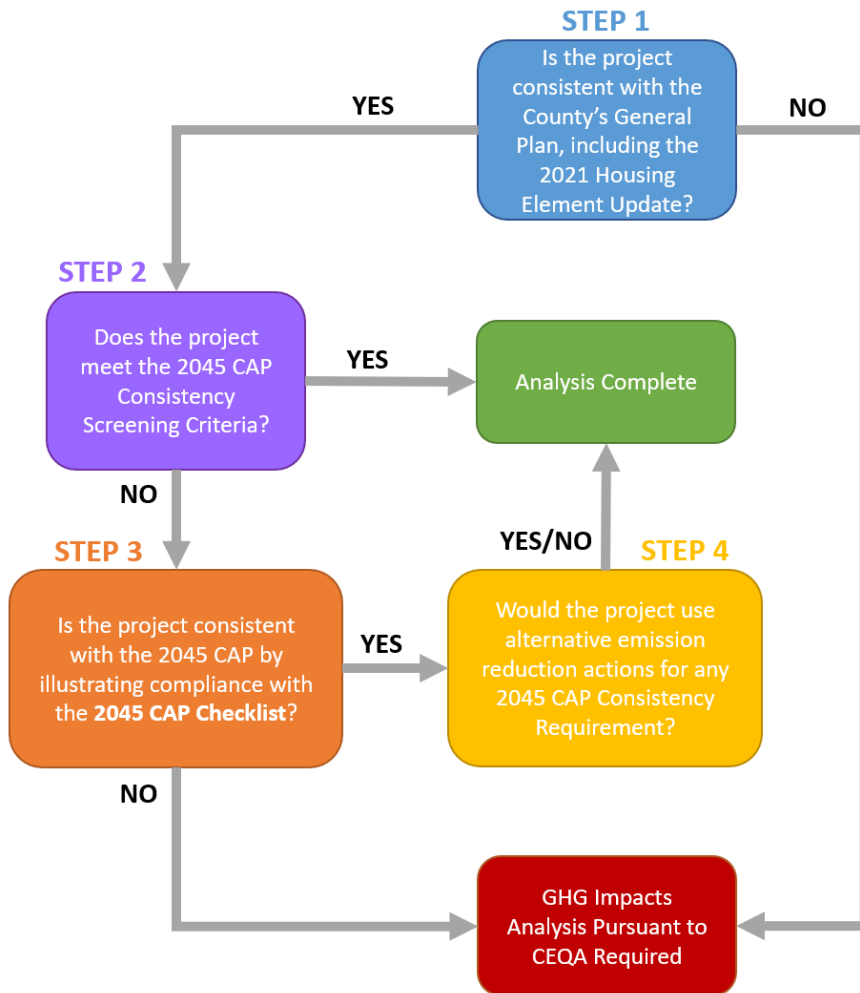 STEP 1
Is the project
consistent with the
County’s General
Plan, including the
2021 Housing
Element Update?
YES
NO
STEP 2
Does the project
meet the 2045 CAP
Consistency
Screening Criteria?
YES
Analysis Complete
NO
STEP 3
Is the project consistent
with the 2045 CAP by
illustrating compliance with
the 2045 CAP Checklist?
YES
YES/NO
STEP 4
Would the project use
alternative emission
reduction actions for any
2045 CAP Consistency
Requirement?
NO
GHG Impacts
Analysis Pursuant to
CEQA Required